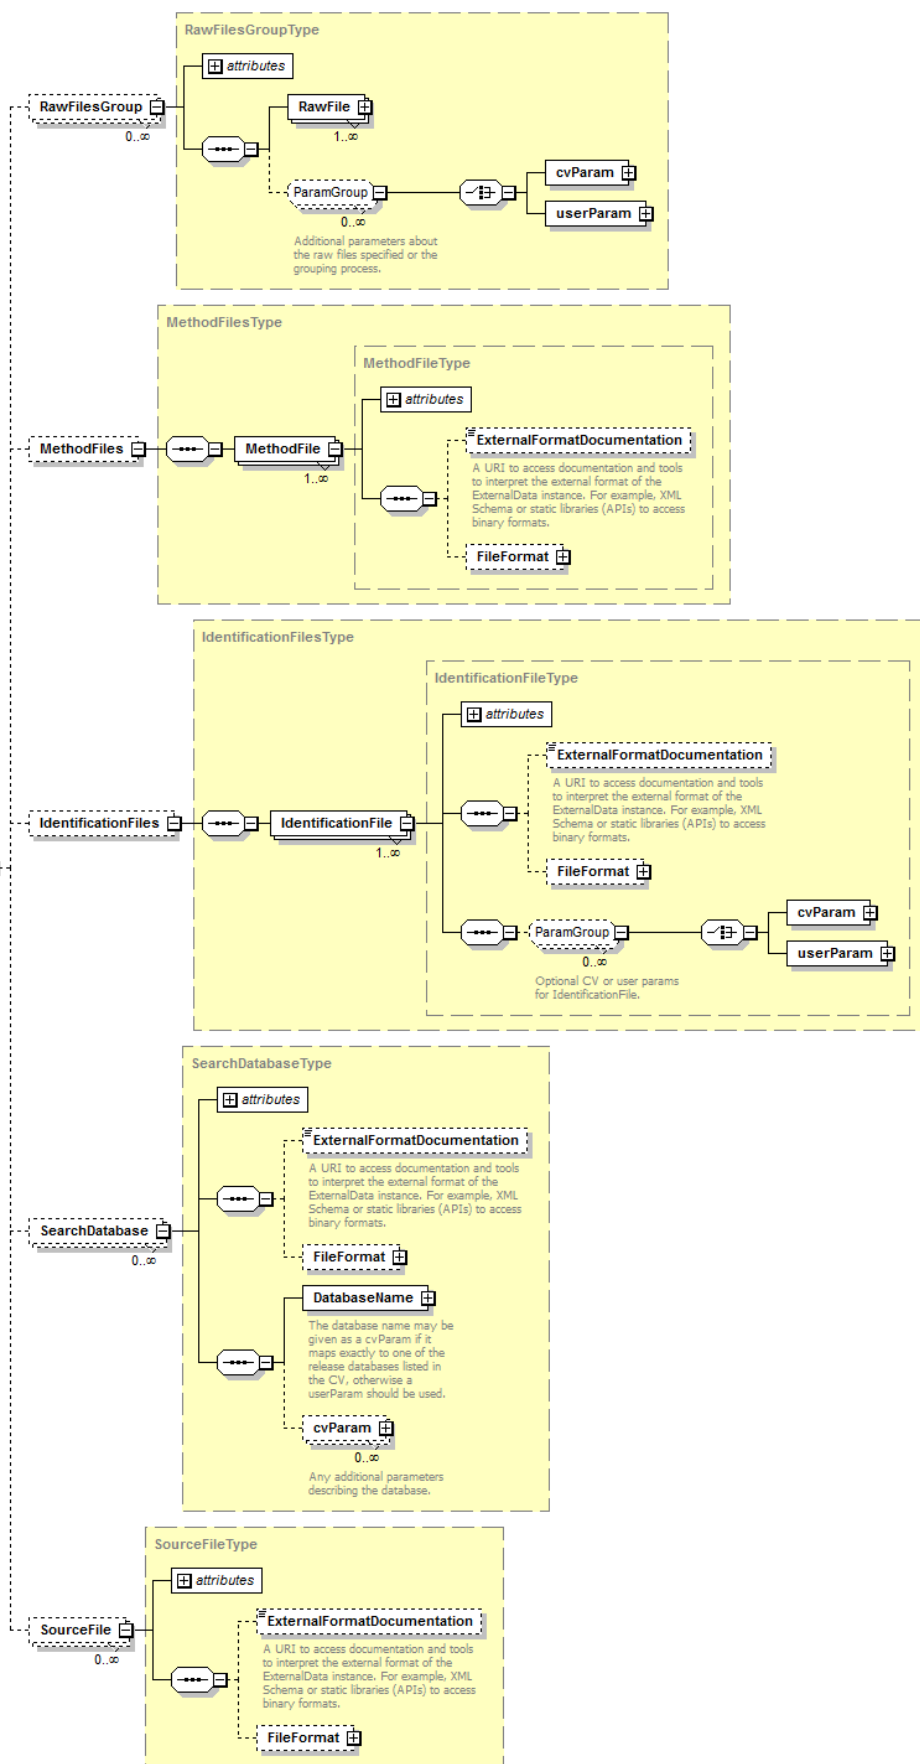 RawFilesGroupType
attributes
RawFilesGroup
0..∞
RawFile
1..∞
ParamGroup
0..∞
Additional parameters about
the raw files specified or the
grouping process.
cvParam
userParam
MethodFilesType
MethodFileType
attributes
MethodFiles
MethodFile
1..∞
ExternalFormatDocumentation
A URI to access documentation and tools
to interpret the external format of the
ExternalData instance. For example, XML
Schema or static libraries (APIs) to access
binary formats.
FileFormat
IdentificationFilesType
IdentificationFileType
attributes
ExternalFormatDocumentation
A URI to access documentation and tools
to interpret the external format of the
ExternalData instance. For example, XML
Schema or static libraries (APIs) to access
binary formats.
IdentificationFiles
IdentificationFile
1..∞
FileFormat
ParamGroup
0..∞
Optional CV or user params
for IdentificationFile.
cvParam
userParam
SearchDatabaseType
attributes
ExternalFormatDocumentation
A URI to access documentation and tools
to interpret the external format of the
ExternalData instance. For example, XML
Schema or static libraries (APIs) to access
binary formats.
SearchDatabase
0..∞
FileFormat
DatabaseName
The database name may be
given as a cvParam if it
maps exactly to one of the
release databases listed in
the CV, otherwise a
userParam should be used.
cvParam
0..∞
Any additional parameters
describing the database.
SourceFileType
attributes
SourceFile
0..∞
ExternalFormatDocumentation
A URI to access documentation and tools
to interpret the external format of the
ExternalData instance. For example, XML
Schema or static libraries (APIs) to access
binary formats.
FileFormat